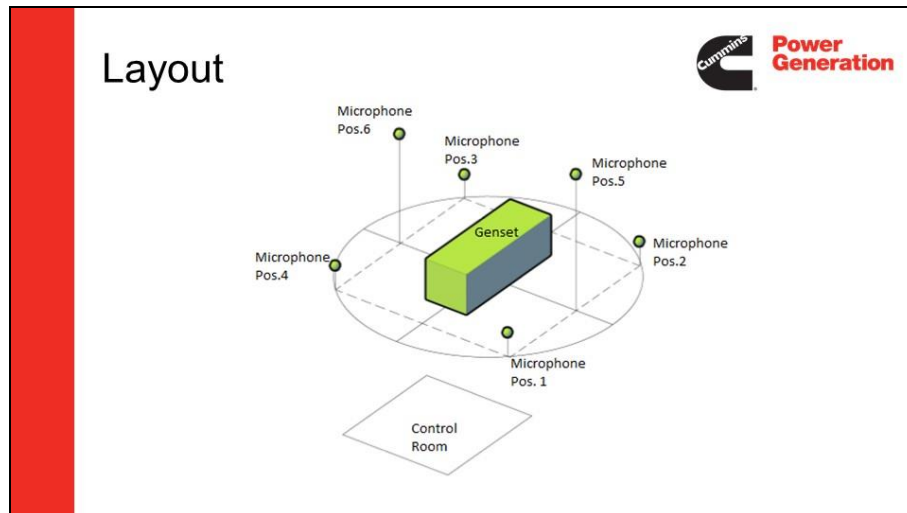 Layout
Cummins
Power
Generation
Microphone
Pos.6
Microphone
Pos.3
Microphone
Pos.5
Genset
Microphone
Pos.2
Microphone
Pos.4
Microphone
Pos. 1
Control
Room